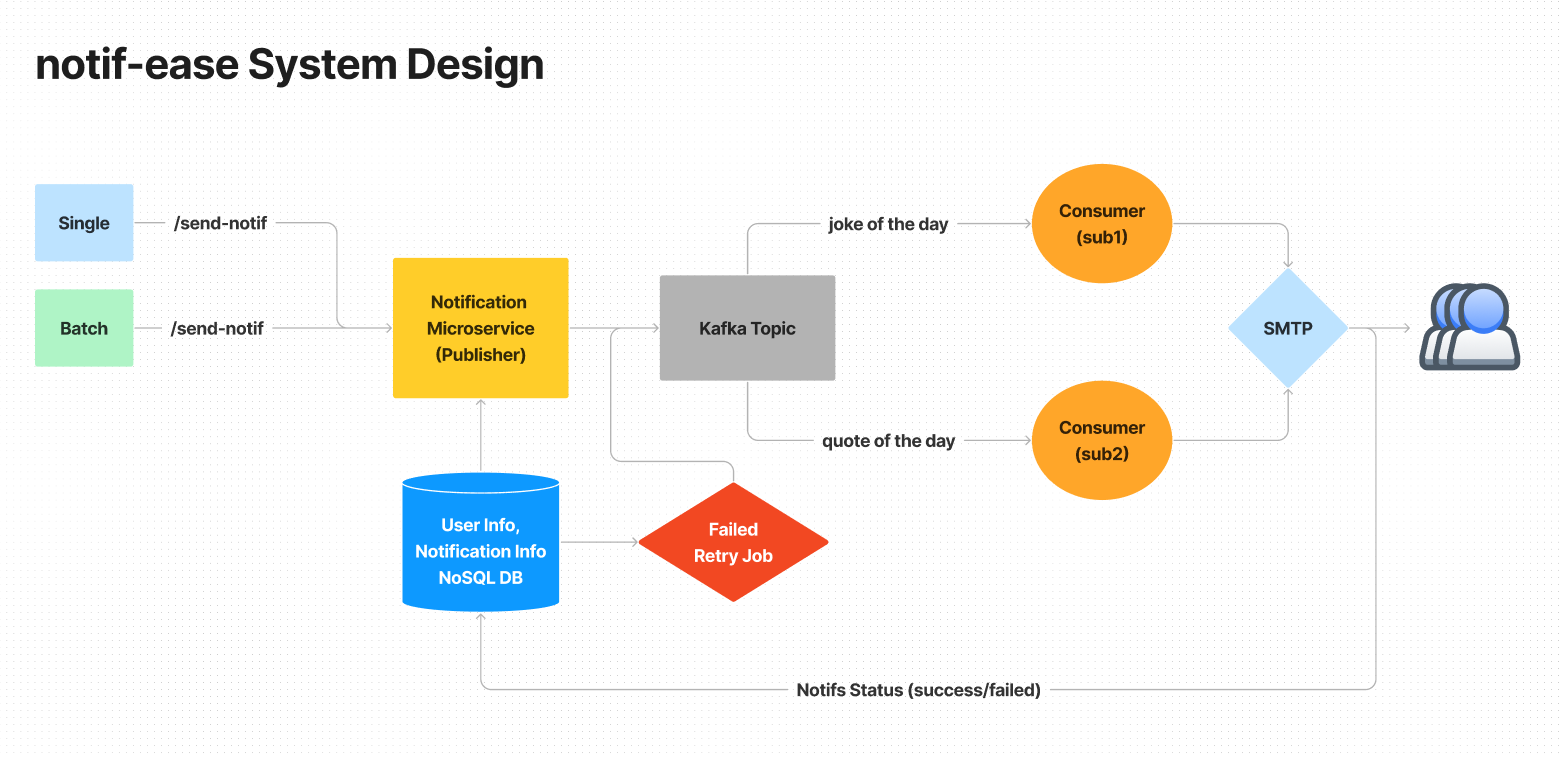 notif-ease System Design
Single
/send-notif
Batch
/send-notif
Notification
Microservice
(Publisher)
Kafka Topic
joke of the day
quote of the day
Consumer
(sub1)
Consumer
(sub2)
SMTP
User Info,
Notification Info
NoSQL DB
Failed
Retry Job
Notifs Status (success/failed)